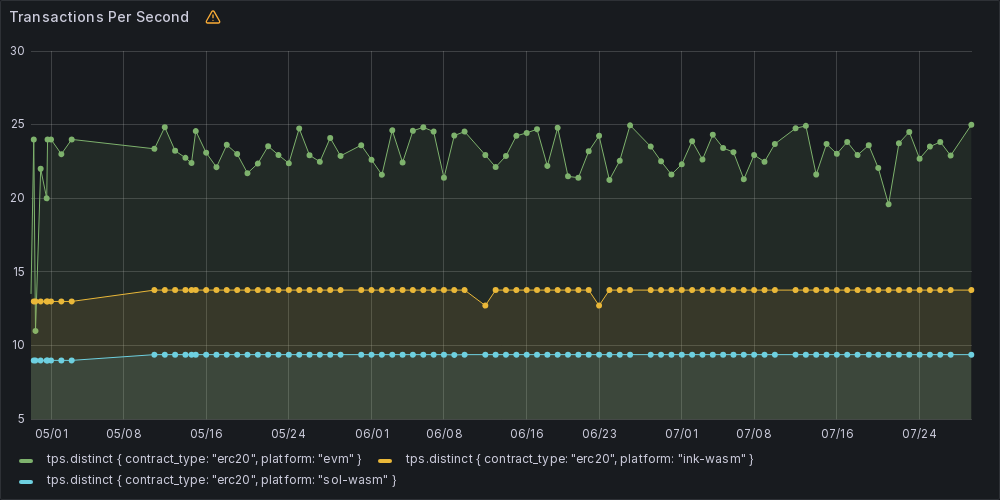 Transactions Per Second
30
25
20
15
10
5
05/01 05/08 05/16 05/24 06/01 06/08 06/16 06/23 07/01 07/08 07/16 07/24
tps.distinct { contract_type: "erc20", platform: "evm" } tps.distinct { contract_type: "erc20", platform: "ink-wasm" }
tps.distinct { contract_type: "erc20", platform: "sol-wasm" }